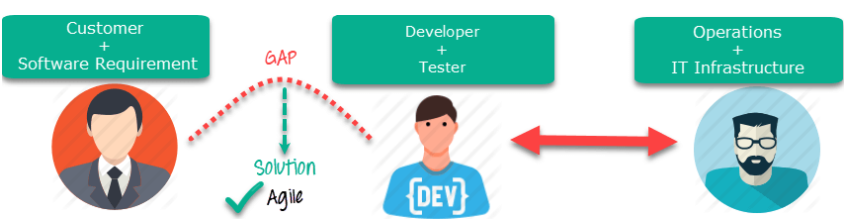 Customer
+
Software Requirement
GAP
Developer
+
Tester
Operations
+
IT Infrastructure
Solution
Agile
{DEV}